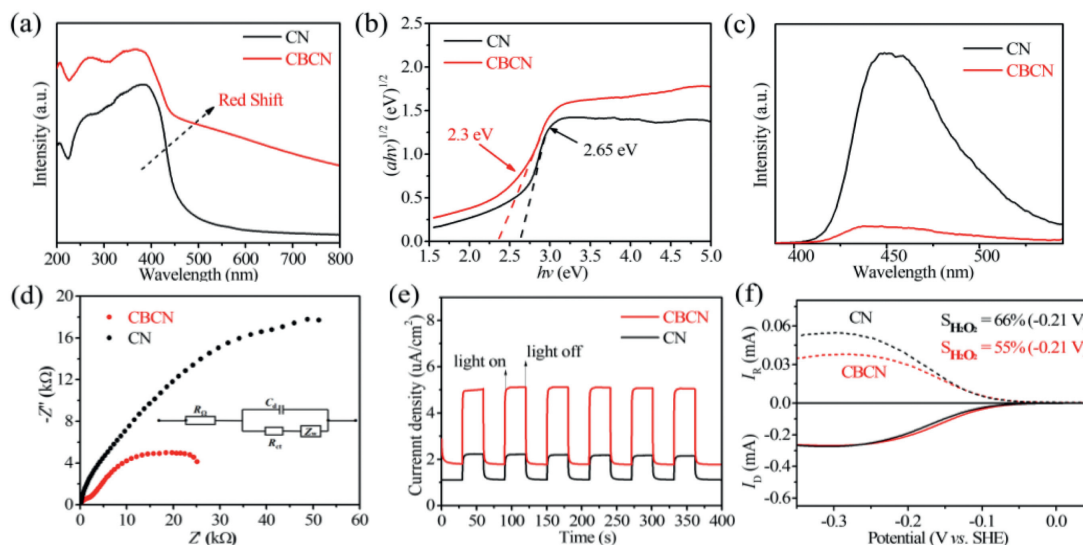 (a)
CN
CBCN
Red Shift
Intensity (a.u.)
200 300 400 500 600 700 800
Wavelength (nm)
(b)
CN
CBCN
2.3 eV
2.65 eV
(ahν)1/2 (eV)1/2
2.5
2.0
1.5
1.0
0.5
0.0
1.5 2.0 2.5 3.0 3.5 4.0 4.5 5.0
hν (eV)
(c)
CN
CBCN
Intensity (a.u.)
400 450 500
Wavelength (nm)
(d)
CBCN
CN
-Z'' (kΩ)
20
16
12
8
4
0
RΩ
Cd
Rct
Zw
0 10 20 30 40 50 60
Z' (kΩ)
(e)
CBCN
CN
light on
light off
Currennt density (uA/cm2)
8
6
4
2
0
0 50 100 150 200 250 300 350 400
Time (s)
(f)
CN
CBCN
SH2O2 = 66% (-0.21 V
SH2O2 = 55% (-0.21 V
IR (mA)
0.06
0.03
0.00
ID (mA)
-0.2
-0.4
-0.6
-0.3 -0.2 -0.1 0.0
Potential (V vs. SHE)